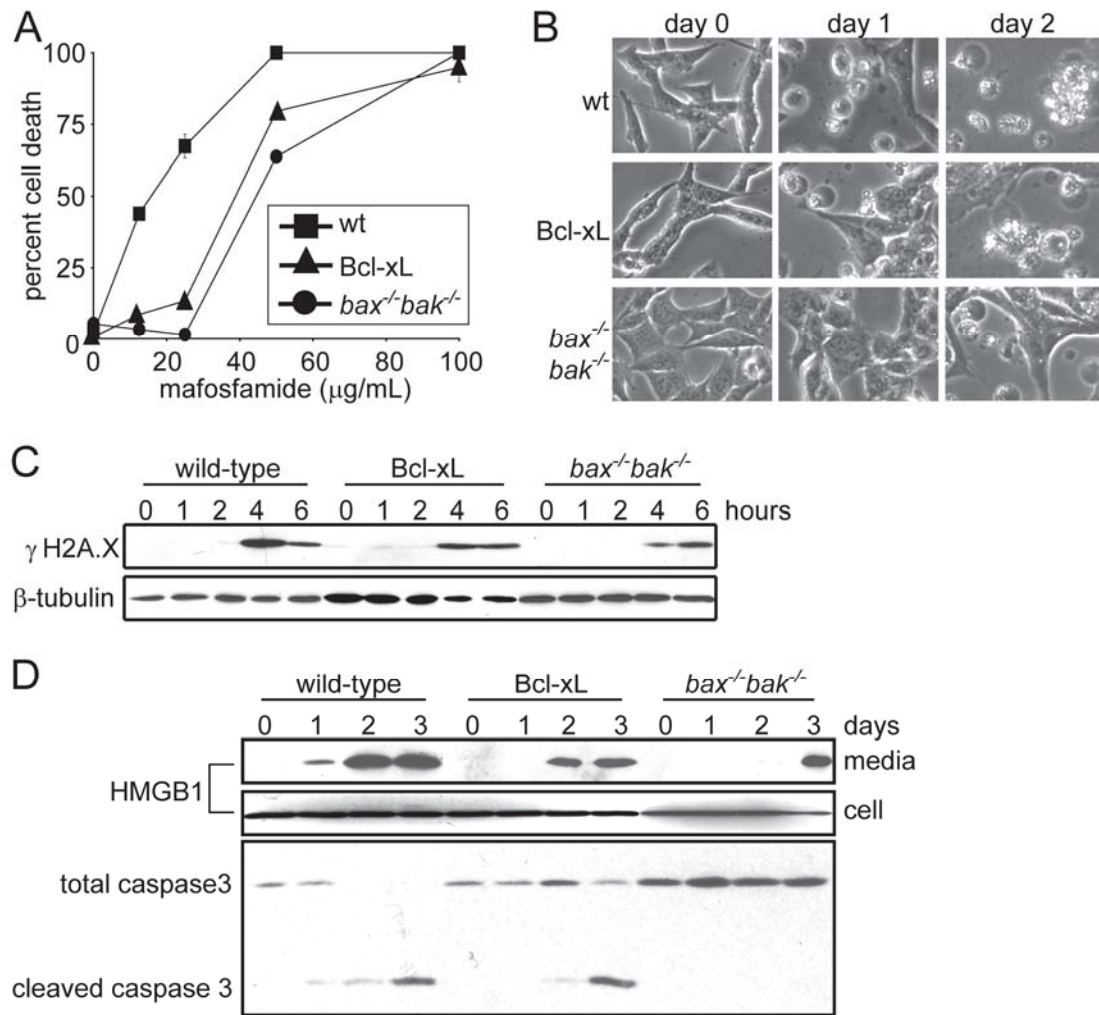 A
percent cell death
100
75
50
25
0
0 20 40 60 80 100
mafosfamide (μg/mL)
wt
Bcl-xL
bax-/-bak-/-
B
day 0 day 1 day 2
wt
Bcl-xL
bax-/-
bak-/-
C
wild-type Bcl-xL bax-/-bak-/-
0 1 2 4 6 0 1 2 4 6 0 1 2 4 6 hours
γ H2A.X
β-tubulin
D
wild-type Bcl-xL bax-/-bak-/-
0 1 2 3 0 1 2 3 0 1 2 3 days
media
HMGB1
cell
total caspase3
cleaved caspase 3